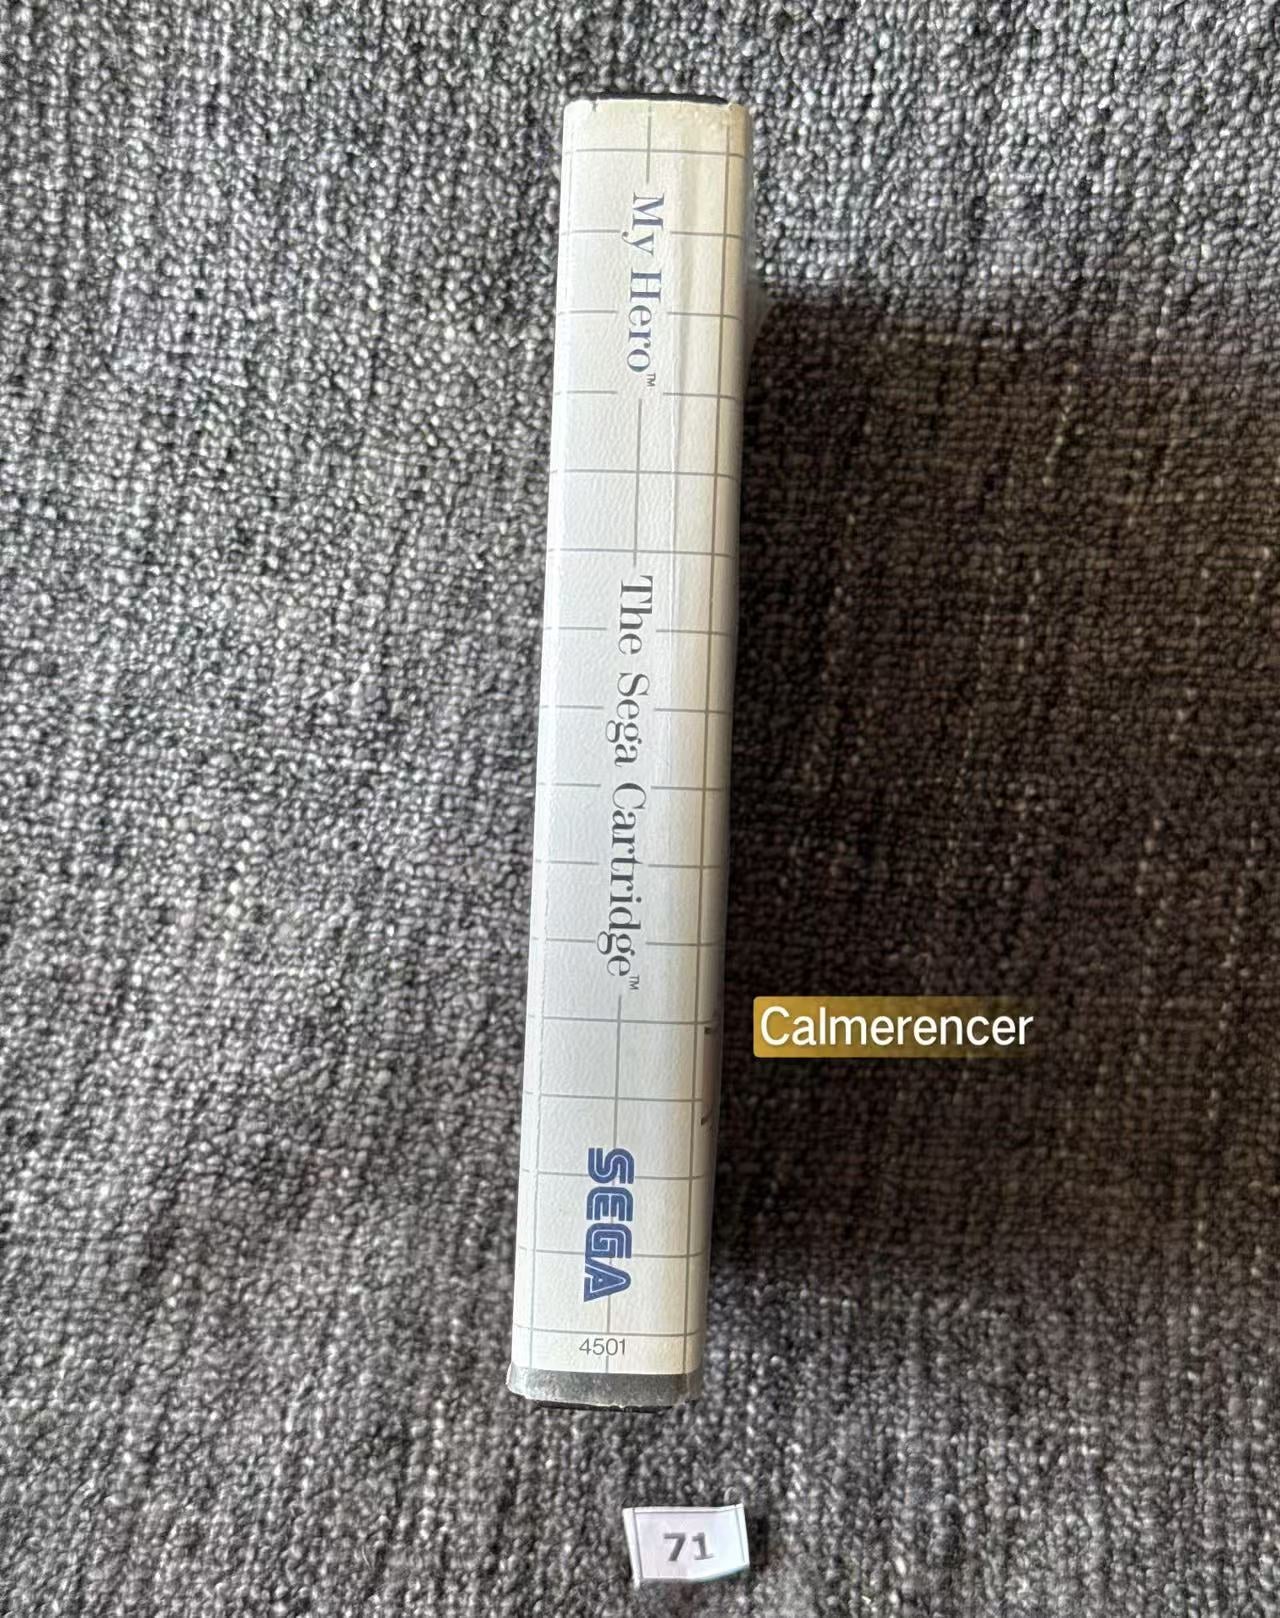 My Hero™
The Sega Cartridge™
SEGA
4501
Calmerencer
71